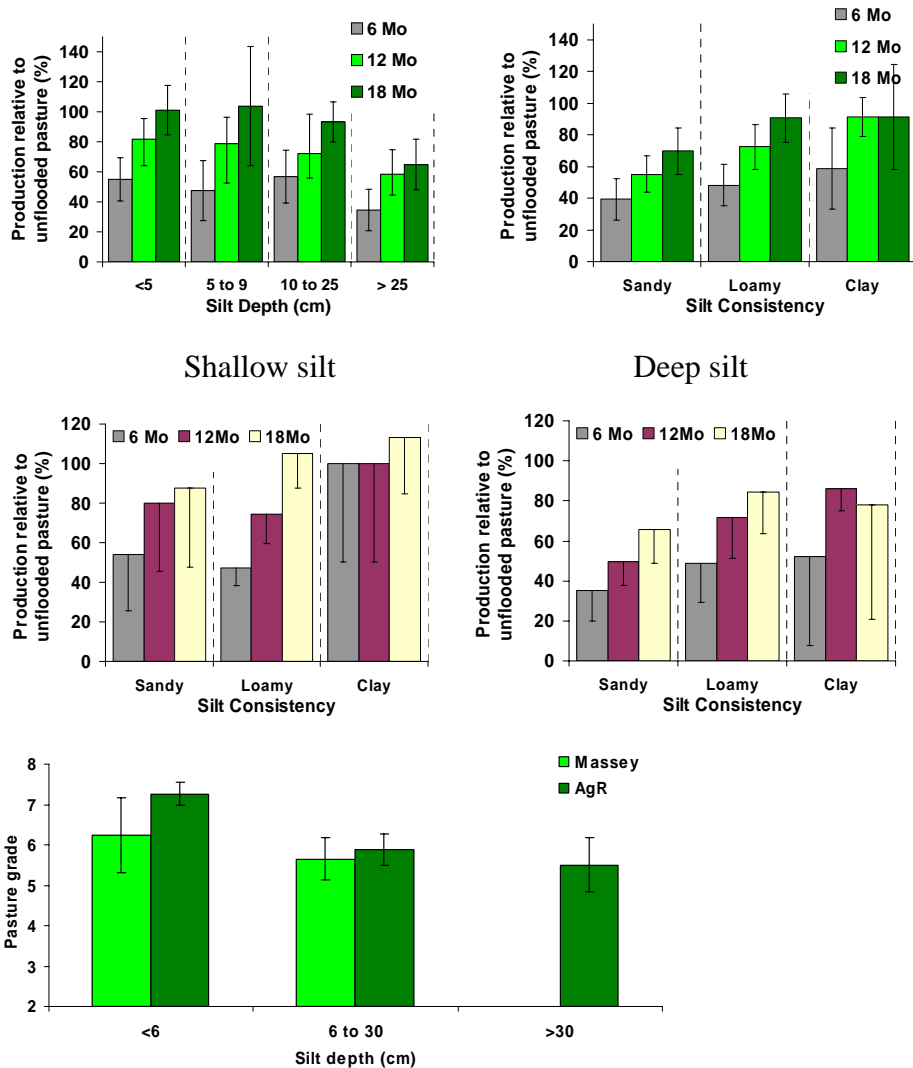 Production relative to
unflooded pasture (%)
140
120
100
80
60
40
20
0
6 Mo
12 Mo
18 Mo
<5
5 to 9
10 to 25
> 25
Silt Depth (cm)
Production relative to
unflooded pasture (%)
140
120
100
80
60
40
20
0
6 Mo
12 Mo
18 Mo
Sandy
Loamy
Clay
Silt Consistency
Shallow silt
Deep silt
Production relative to
unflooded pasture (%)
120
100
80
60
40
20
0
6 Mo
12Mo
18Mo
Sandy
Loamy
Clay
Silt Consistency
Production relative to
unflooded pasture (%)
120
100
80
60
40
20
0
6 Mo
12Mo
18Mo
Sandy
Loamy
Clay
Silt Consistency
Pasture grade
8
7
6
5
4
3
2
Massey
AgR
<6
6 to 30
>30
Silt depth (cm)